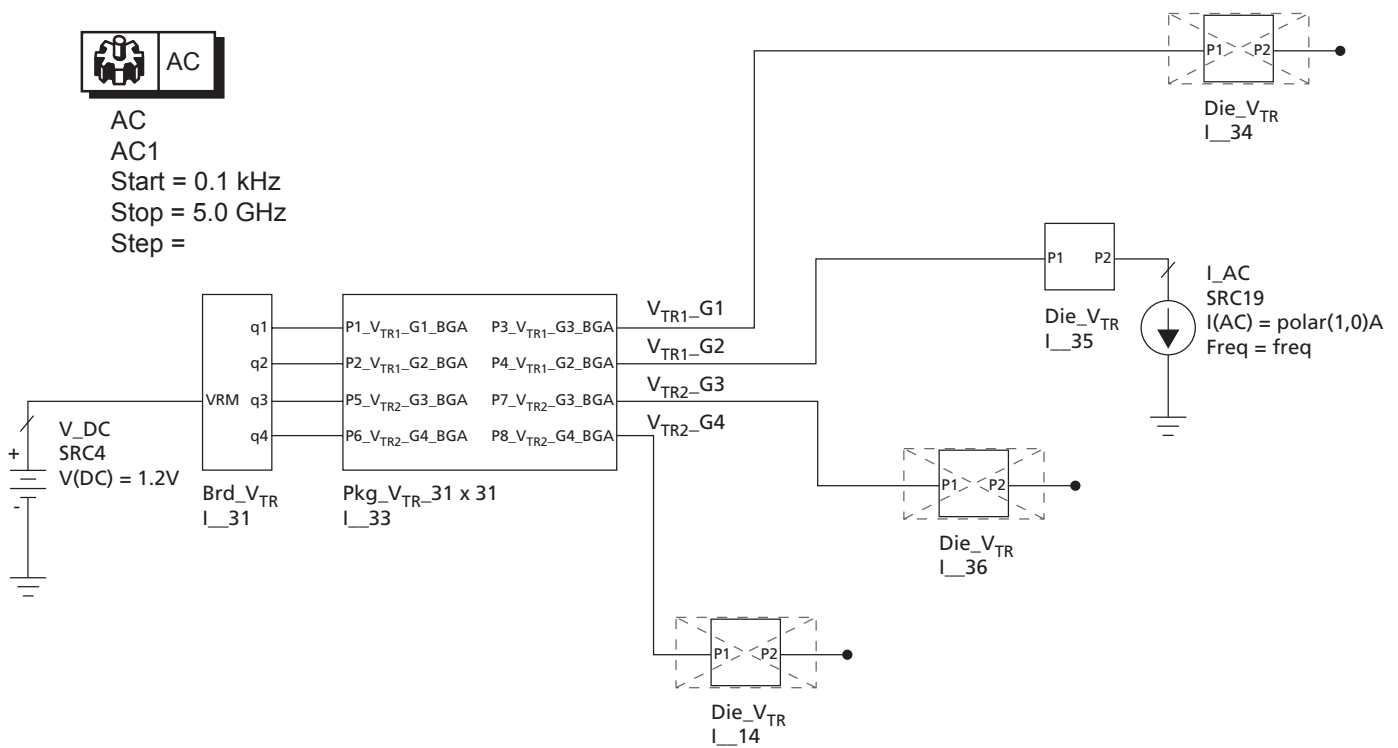 AC
AC
AC1
Start = 0.1 kHz
Stop = 5.0 GHz
Step =
P1 P2
Die_VTR
I__34
P1 P2
Die_VTR
I__35
I_AC
SRC19
I(AC) = polar(1,0)A
Freq = freq
VRM
q1
q2
q3
q4
Brd_VTR
I__31
+
-
V_DC
SRC4
V(DC) = 1.2V
P1_VTR1_G1_BGA P3_VTR1_G3_BGA
P2_VTR1_G2_BGA P4_VTR1_G2_BGA
P5_VTR2_G3_BGA P7_VTR2_G3_BGA
P6_VTR2_G4_BGA P8_VTR2_G4_BGA
Pkg_VTR_31 x 31
I__33
VTR1_G1
VTR1_G2
VTR2_G3
VTR2_G4
P1 P2
Die_VTR
I__36
P1 P2
Die_VTR
I__14